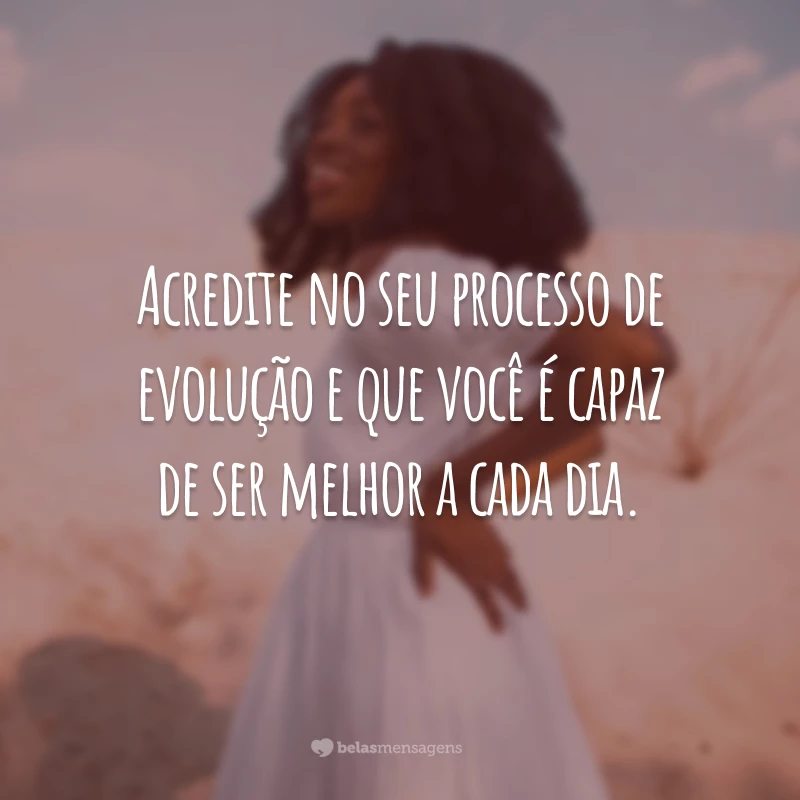 Acredite no seu processo de
evolução e que você é capaz
de ser melhor a cada dia.
belasmensagens